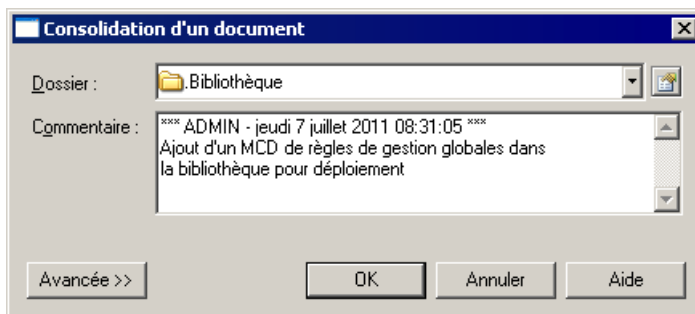 Consolidation d'un document
Dossier : .Bibliothèque
Commentaire : *** ADMIN - jeudi 7 juillet 2011 08:31:05 ***
Ajout d'un MCD de règles de gestion globales dans
la bibliothèque pour déploiement
Avancée >> OK Annuler Aide